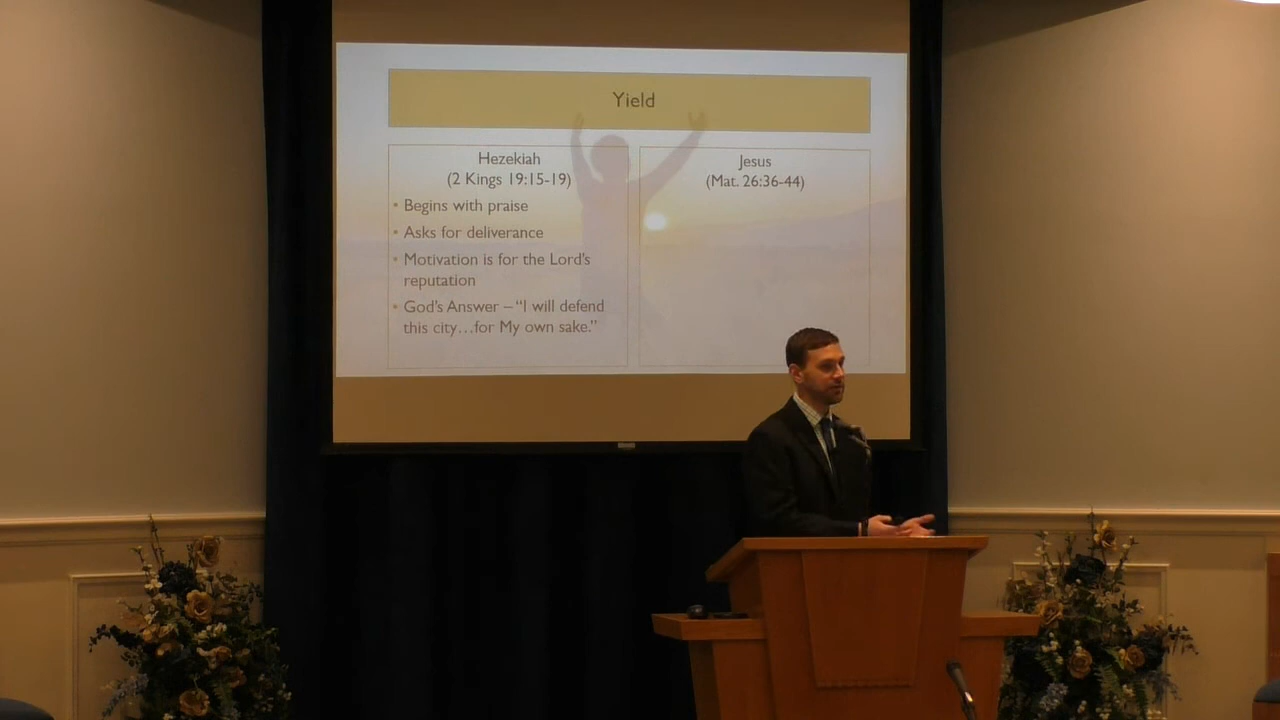 Yield
Hezekiah
(2 Kings 19:15-19)
• Begins with praise
• Asks for deliverance
• Motivation is for the Lord's
reputation
• God's Answer – “I will defend
this city…for My own sake.”
Jesus
(Mat. 26:36-44)